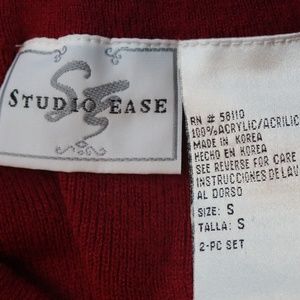 SE
STUDIO EASE
RN # 58110
100% ACRYLIC/ACRILIC
MADE IN KOREA
HECHO EN KOREA
SEE REVERSE FOR CARE
INSTRUCCIONES DE LAV
AL DORSO
SIZE: S
TALLA: S
2-PC SET